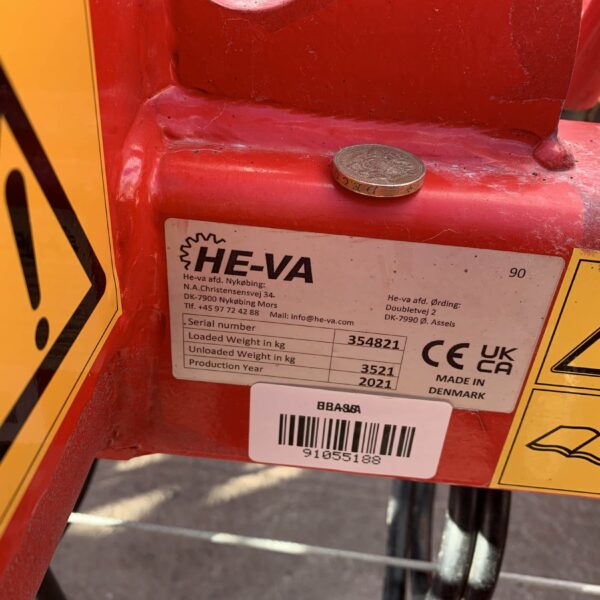 HE-VA
90
He-va afd. Nykøbing:
N.A.Christensensvej 34-
DK-7900 Nykøbing Mors
Tlf. +45 97 72 42 88 Mail: info@he-va.com
He-va afd. Ørding:
Doubletvej 2
DK-7990 Ø. Assels
Serial number 354821
Loaded Weight in kg
Unloaded Weight in kg 3521
Production Year 2021
CE UK
CA
MADE IN
DENMARK
91055188